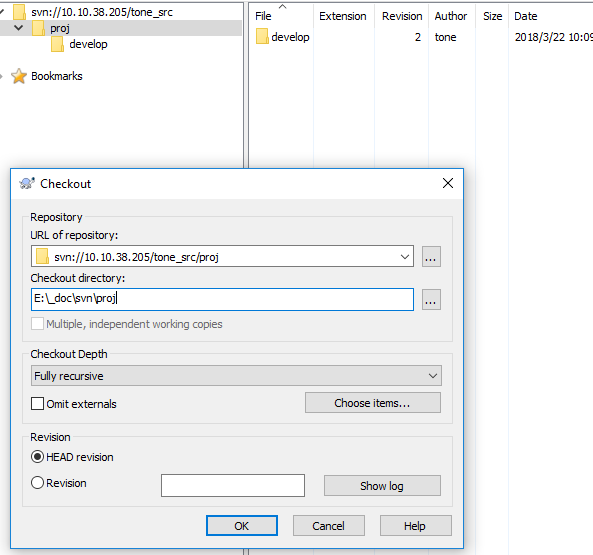 svn://10.10.38.205/tone_src
proj
develop
Bookmarks
File Extension Revision Author Size Date
develop 2 tone 2018/3/22 10:09
Checkout
Repository
URL of repository:
svn://10.10.38.205/tone_src/proj
...
Checkout directory:
E:\_doc\svn\proj
...
Multiple, independent working copies
Checkout Depth
Fully recursive
Omit externals
Choose items...
Revision
HEAD revision
Revision
Show log
OK
Cancel
Help